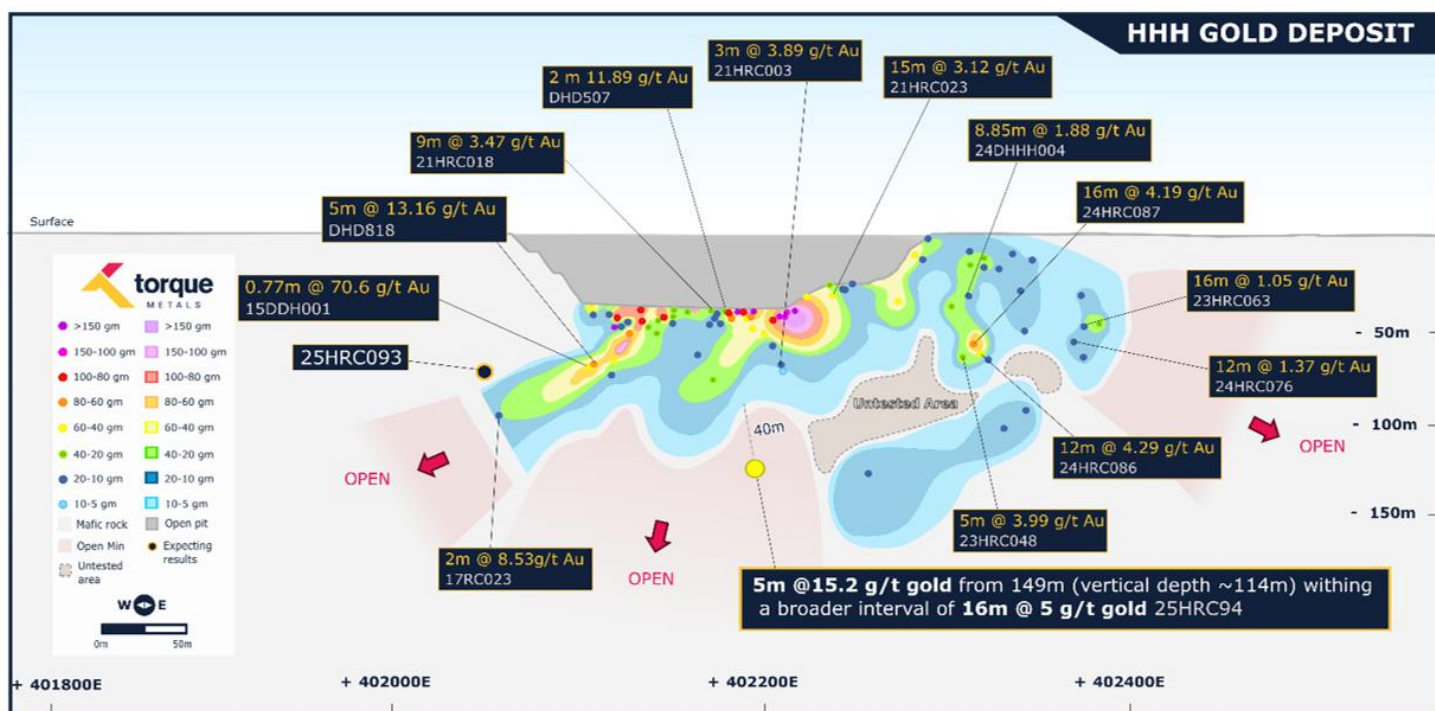 HHH GOLD DEPOSIT
3m @ 3.89 g/t Au
21HRC003
15m @ 3.12 g/t Au
21HRC023
2 m 11.89 g/t Au
DHD507
8.85m @ 1.88 g/t Au
24DHHH004
9m @ 3.47 g/t Au
21HRC018
16m @ 4.19 g/t Au
24HRC087
5m @ 13.16 g/t Au
DHD818
Surface
0.77m @ 70.6 g/t Au
15DDH001
16m @ 1.05 g/t Au
23HRC063
25HRC093
12m @ 1.37 g/t Au
24HRC076
- 50m
- 100m
- 150m
torque
METALS
>150 gm >150 gm
150-100 gm 150-100 gm
100-80 gm 100-80 gm
80-60 gm 80-60 gm
60-40 gm 60-40 gm
40-20 gm 40-20 gm
20-10 gm 20-10 gm
10-5 gm 10-5 gm
Mafic rock Open pit
Open Min Expecting results
Untested area
W E
0m 50m
Untested Area
40m
OPEN
OPEN
OPEN
12m @ 4.29 g/t Au
24HRC086
5m @ 3.99 g/t Au
23HRC048
2m @ 8.53g/t Au
17RC023
5m @15.2 g/t gold from 149m (vertical depth ~114m) withing
a broader interval of 16m @ 5 g/t gold 25HRC94
+ 401800E + 402000E + 402200E + 402400E